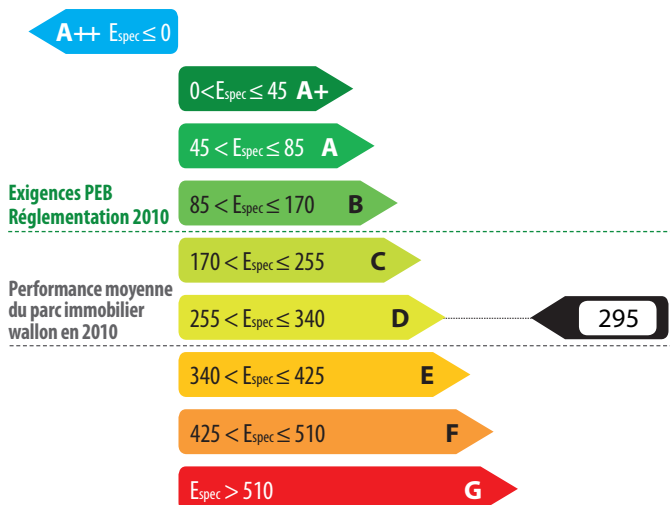 A++ Espec ≤ 0
0<Espec ≤ 45 A+
45 < Espec ≤ 85 A
Exigences PEB
Réglementation 2010
85 < Espec ≤ 170 B
170 < Espec ≤ 255 C
Performance moyenne
du parc immobilier
wallon en 2010
255 < Espec ≤ 340 D
295
340 < Espec ≤ 425 E
425 < Espec ≤ 510 F
Espec > 510 G